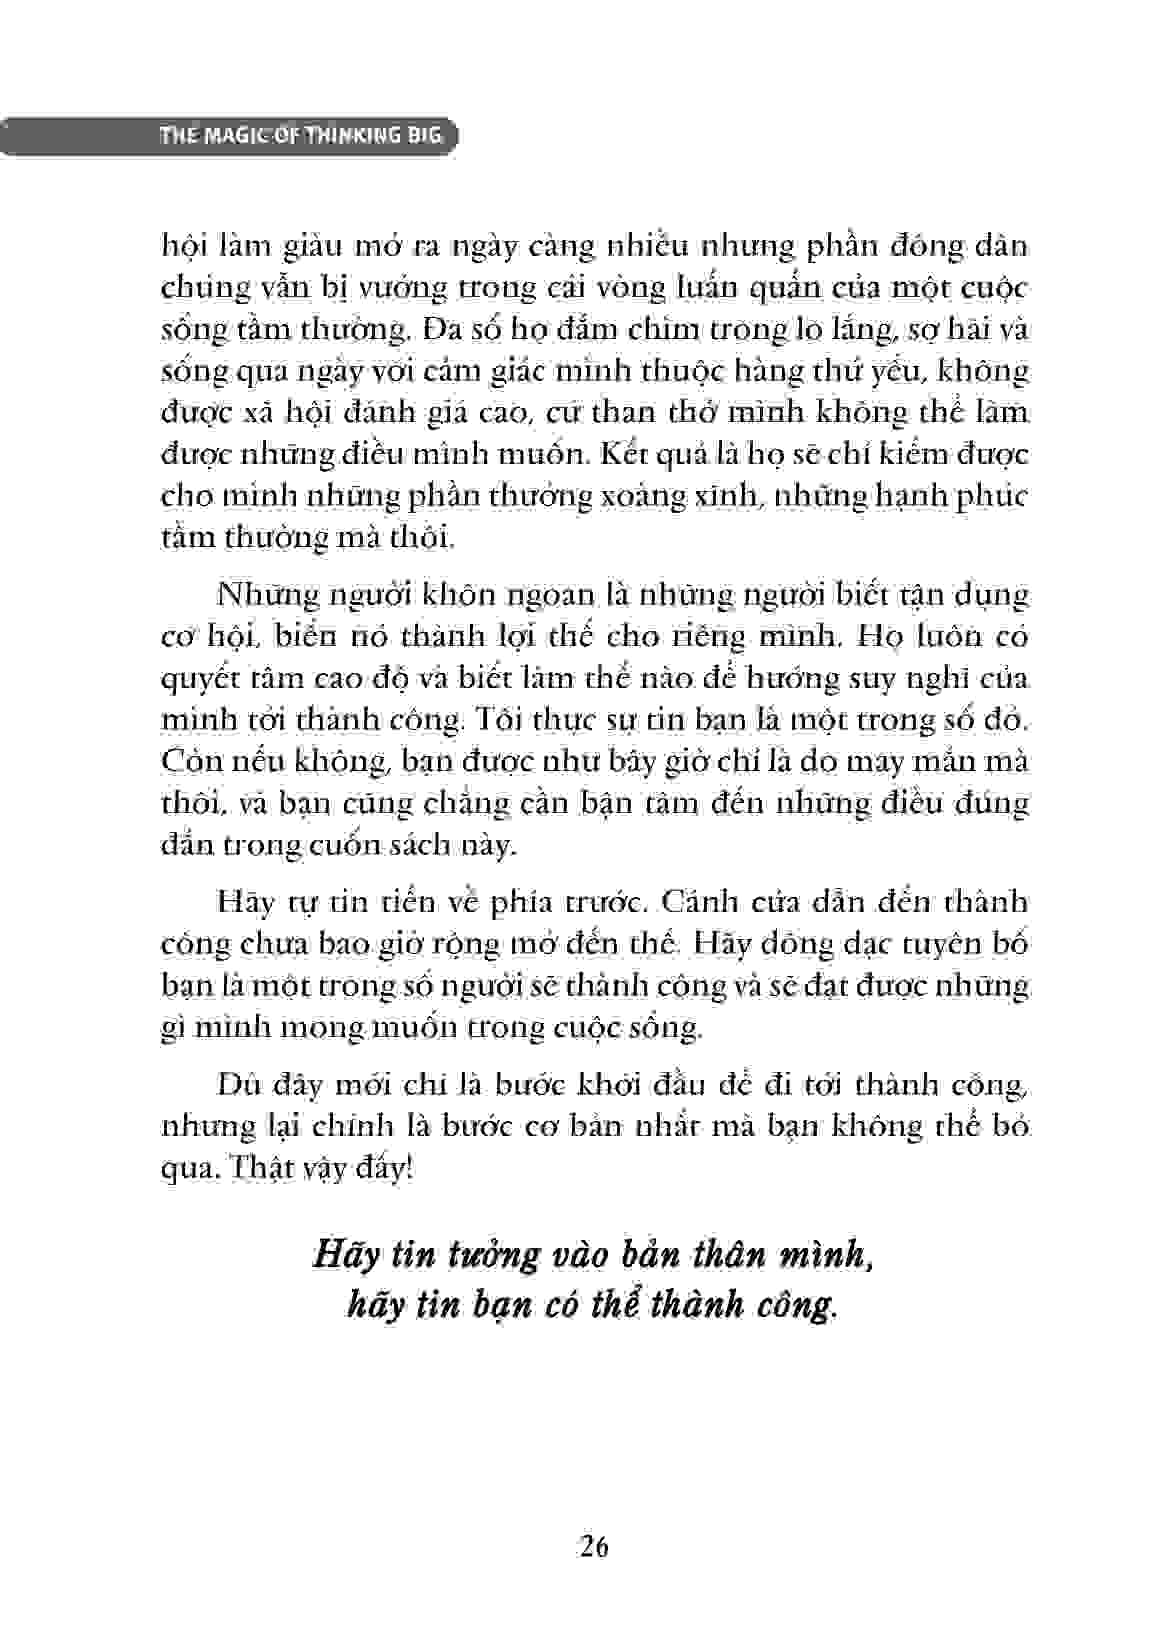 THE MAGIC OF THINKING BIG
hội làm giàu mở ra ngày càng nhiều nhưng phần đông dân
chúng vẫn bị vướng trong cái vòng luẩn quẩn của một cuộc
sống tầm thường. Đa số họ đắm chìm trong lo lắng, sợ hãi và
sống qua ngày với cảm giác mình thuộc hàng thứ yếu, không
được xã hội đánh giá cao, cứ than thở mình không thể làm
được những điều mình muốn. Kết quả là họ sẽ chỉ kiếm được
cho mình những phần thưởng xoàng xĩnh, những hạnh phúc
tầm thường mà thôi.
Những người khôn ngoan là những người biết tận dụng
cơ hội, biến nó thành lợi thế cho riêng mình. Họ luôn có
quyết tâm cao độ và biết làm thế nào để hướng suy nghĩ của
mình tới thành công. Tôi thực sự tin bạn là một trong số đó.
Còn nếu không, bạn được như bây giờ chỉ là do may mắn mà
thôi, và bạn cũng chẳng cần bận tâm đến những điều đúng
đắn trong cuốn sách này.
Hãy tự tin tiến về phía trước. Cánh cửa dẫn đến thành
công chưa bao giờ rộng mở đến thế. Hãy dõng dạc tuyên bố
bạn là một trong số người sẽ thành công và sẽ đạt được những
gì mình mong muốn trong cuộc sống.
Dù đây mới chỉ là bước khởi đầu để đi tới thành công,
nhưng lại chính là bước cơ bản nhất mà bạn không thể bỏ
qua. Thật vậy đấy!
Hãy tin tưởng vào bản thân mình,
hãy tin bạn có thể thành công.
26